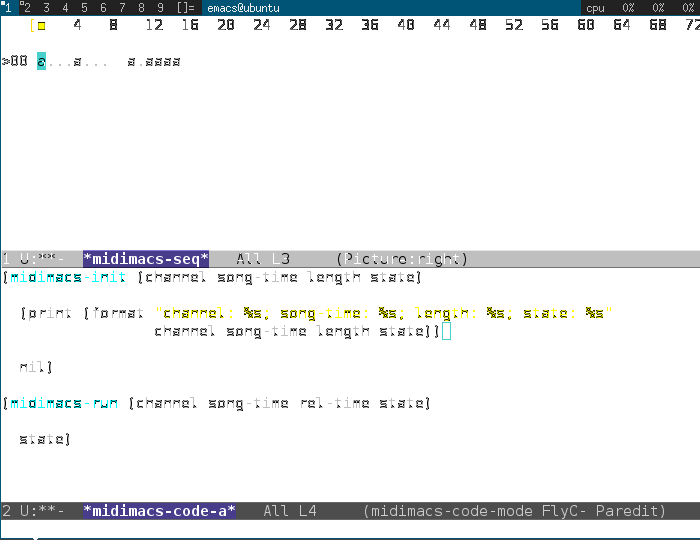 1 2 3 4 5 6 7 8 9 []= emacs@ubuntu cpu 0% 0% 0%
[ 4 8 12 16 20 24 28 32 36 40 44 48 52 56 60 64 68 72
>00 a...a... a.aaaa
1 U:**- *midimacs-seq* All L3 (Picture:right)
(midimacs-init (channel song-time length state)
(print (format "channel: %s; song-time: %s; length: %s; state: %s"
channel song-time length state))
nil)
(midimacs-run (channel song-time rel-time state)
state)
2 U:**- *midimacs-code-a* All L4 (midimacs-code-mode FlyC- Paredit)